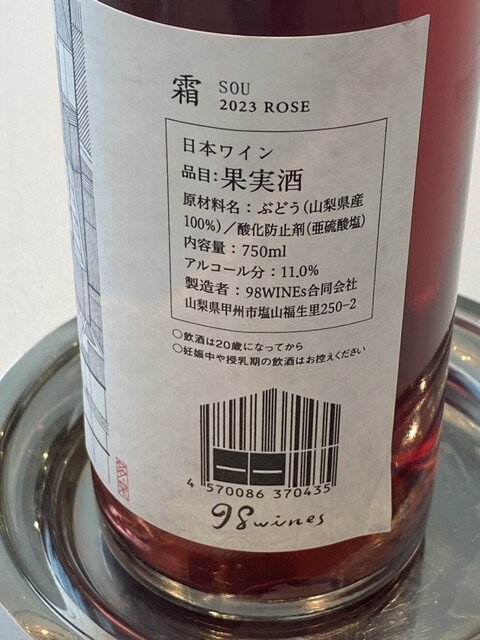 霜 SOU
2023 ROSE
日本ワイン
品目:果実酒
原材料名：ぶどう(山梨県産
100%)／酸化防止剤(亜硫酸塩)
内容量：750ml
アルコール分：11.0%
製造者：98WINEs合同会社
山梨県甲州市塩山福生里250-2
○飲酒は20歳になってから
○妊娠中や授乳期の飲酒はお控えください
4 570086 370435
98wines